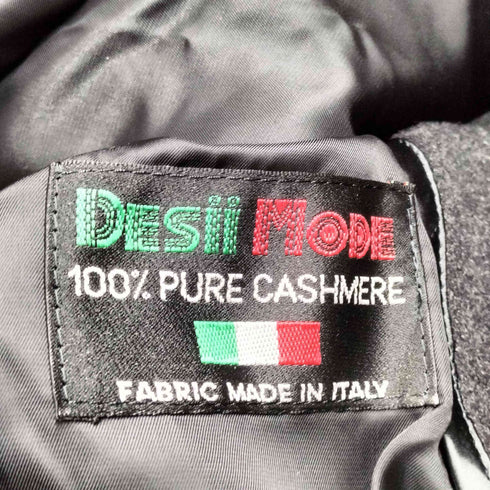 Desii Mode
100% PURE CASHMERE
FABRIC MADE IN ITALY